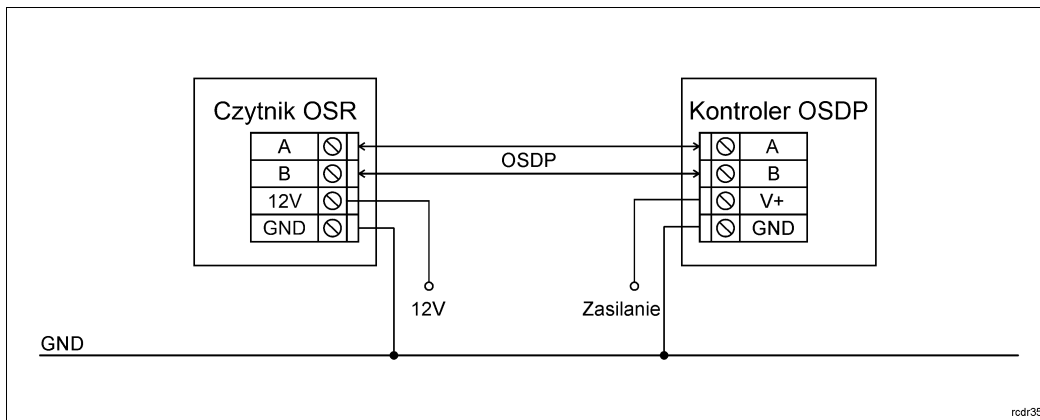 Czytnik OSR
Kontroler OSDP
A
A
OSDP
B
B
12V
V+
GND
GND
12V
Zasilanie
GND
rcdr35